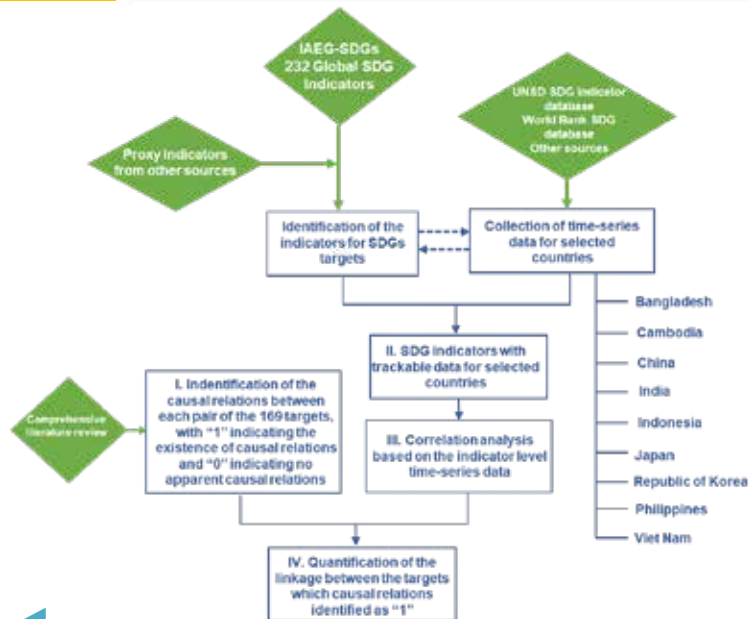 IAEG-SDGs
232 Global SDG
Indicators
UNSD SDG indicator
database
World Bank SDG
database
Other sources
Proxy Indicators
from other sources
Identification of the
indicators for SDGs
targets
Collection of time-series
data for selected
countries
Bangladesh
Cambodia
China
India
Indonesia
Japan
Republic of Korea
Philippines
Viet Nam
II. SDG indicators with
trackable data for selected
countries
Comprehensive
literature review
I. Indentification of the
causal relations between
each pair of the 169 targets,
with "1" indicating the
existence of causal relations
and "0" indicating no
apparent causal relations
III. Correlation analysis
based on the indicator level
time-series data
IV. Quantification of the
linkage between the targets
which causal relations
identified as "1"